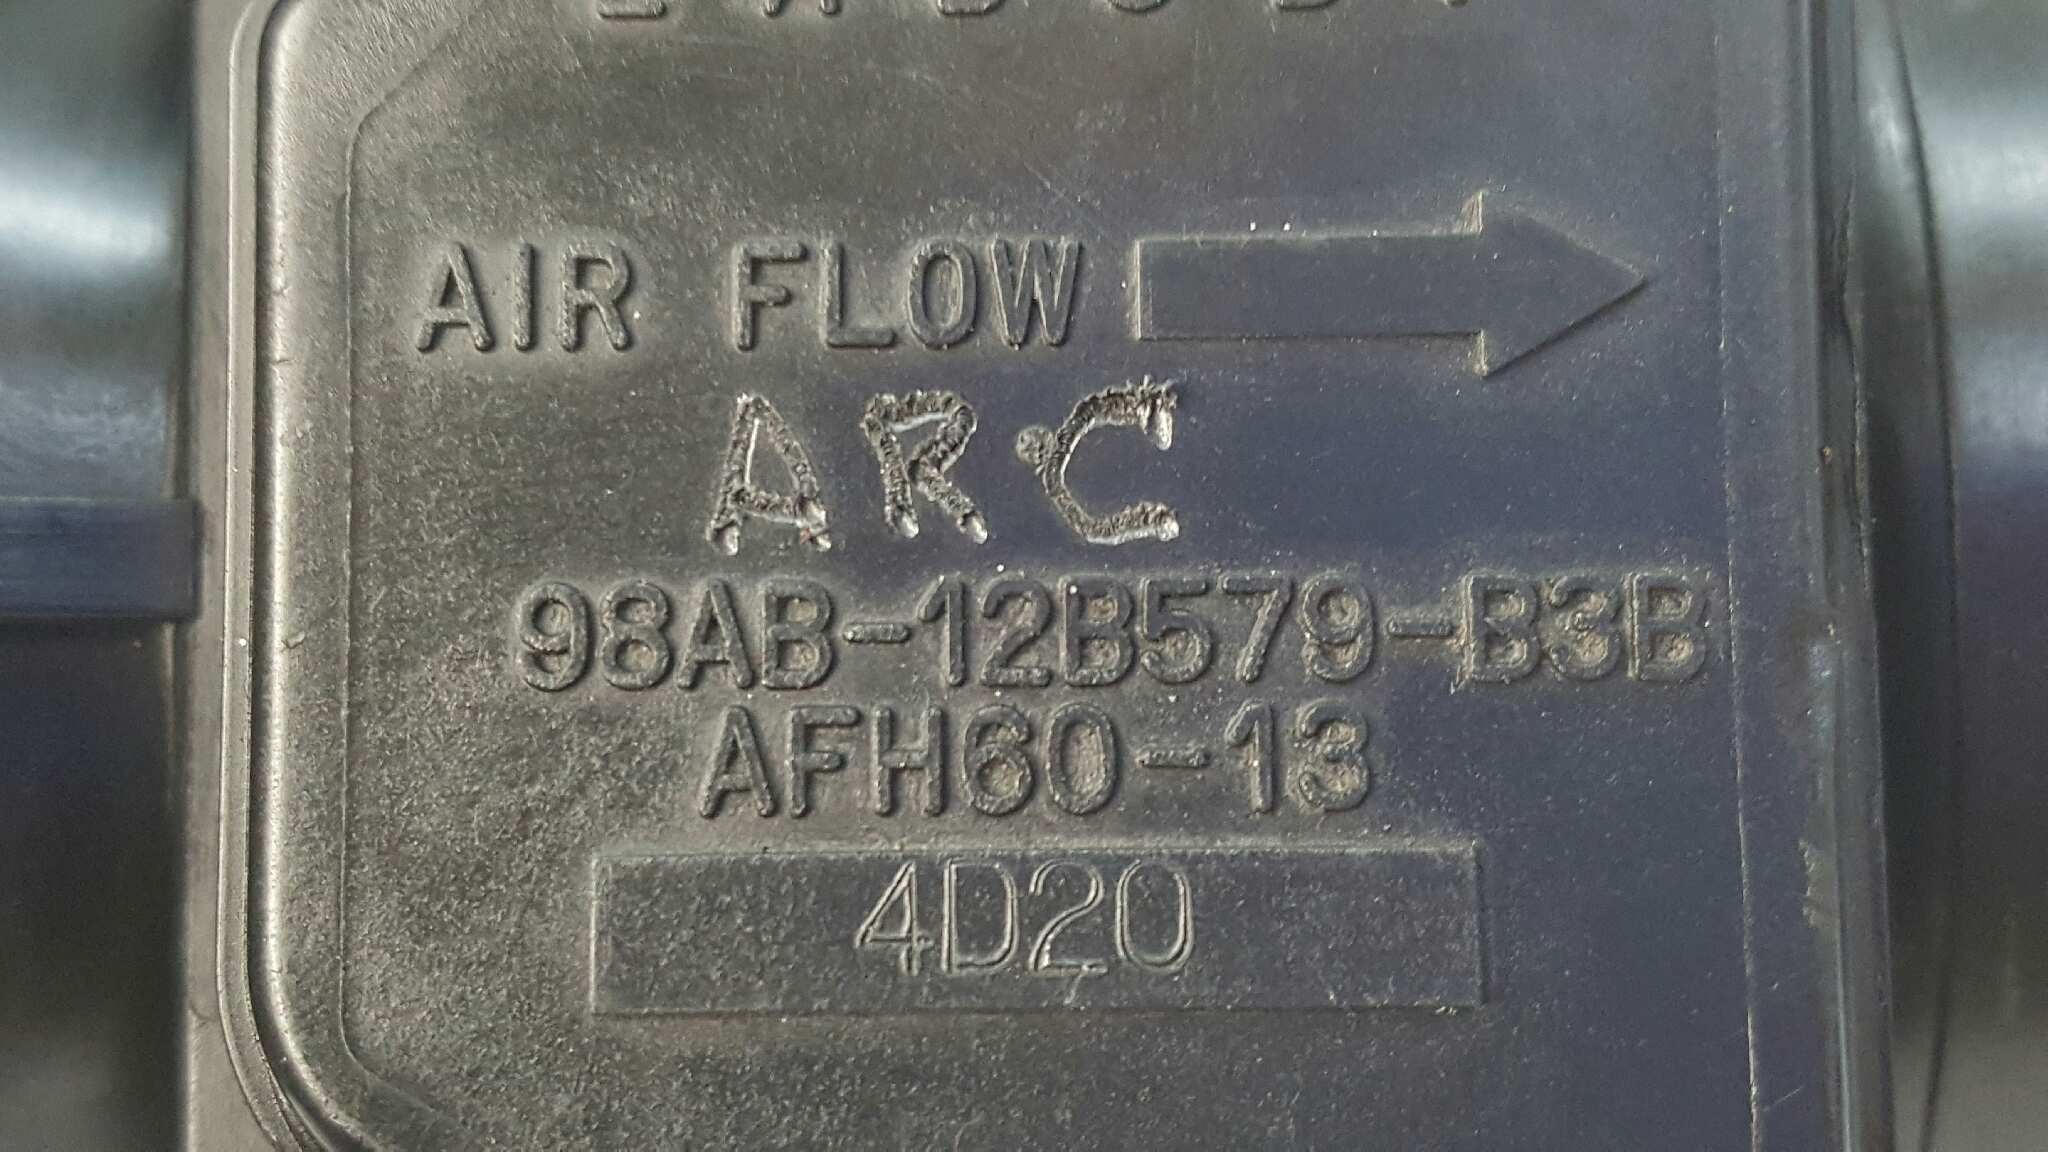 AIR FLOW
ARC
98AB-12B579-B3B
AFH60-13
4D20